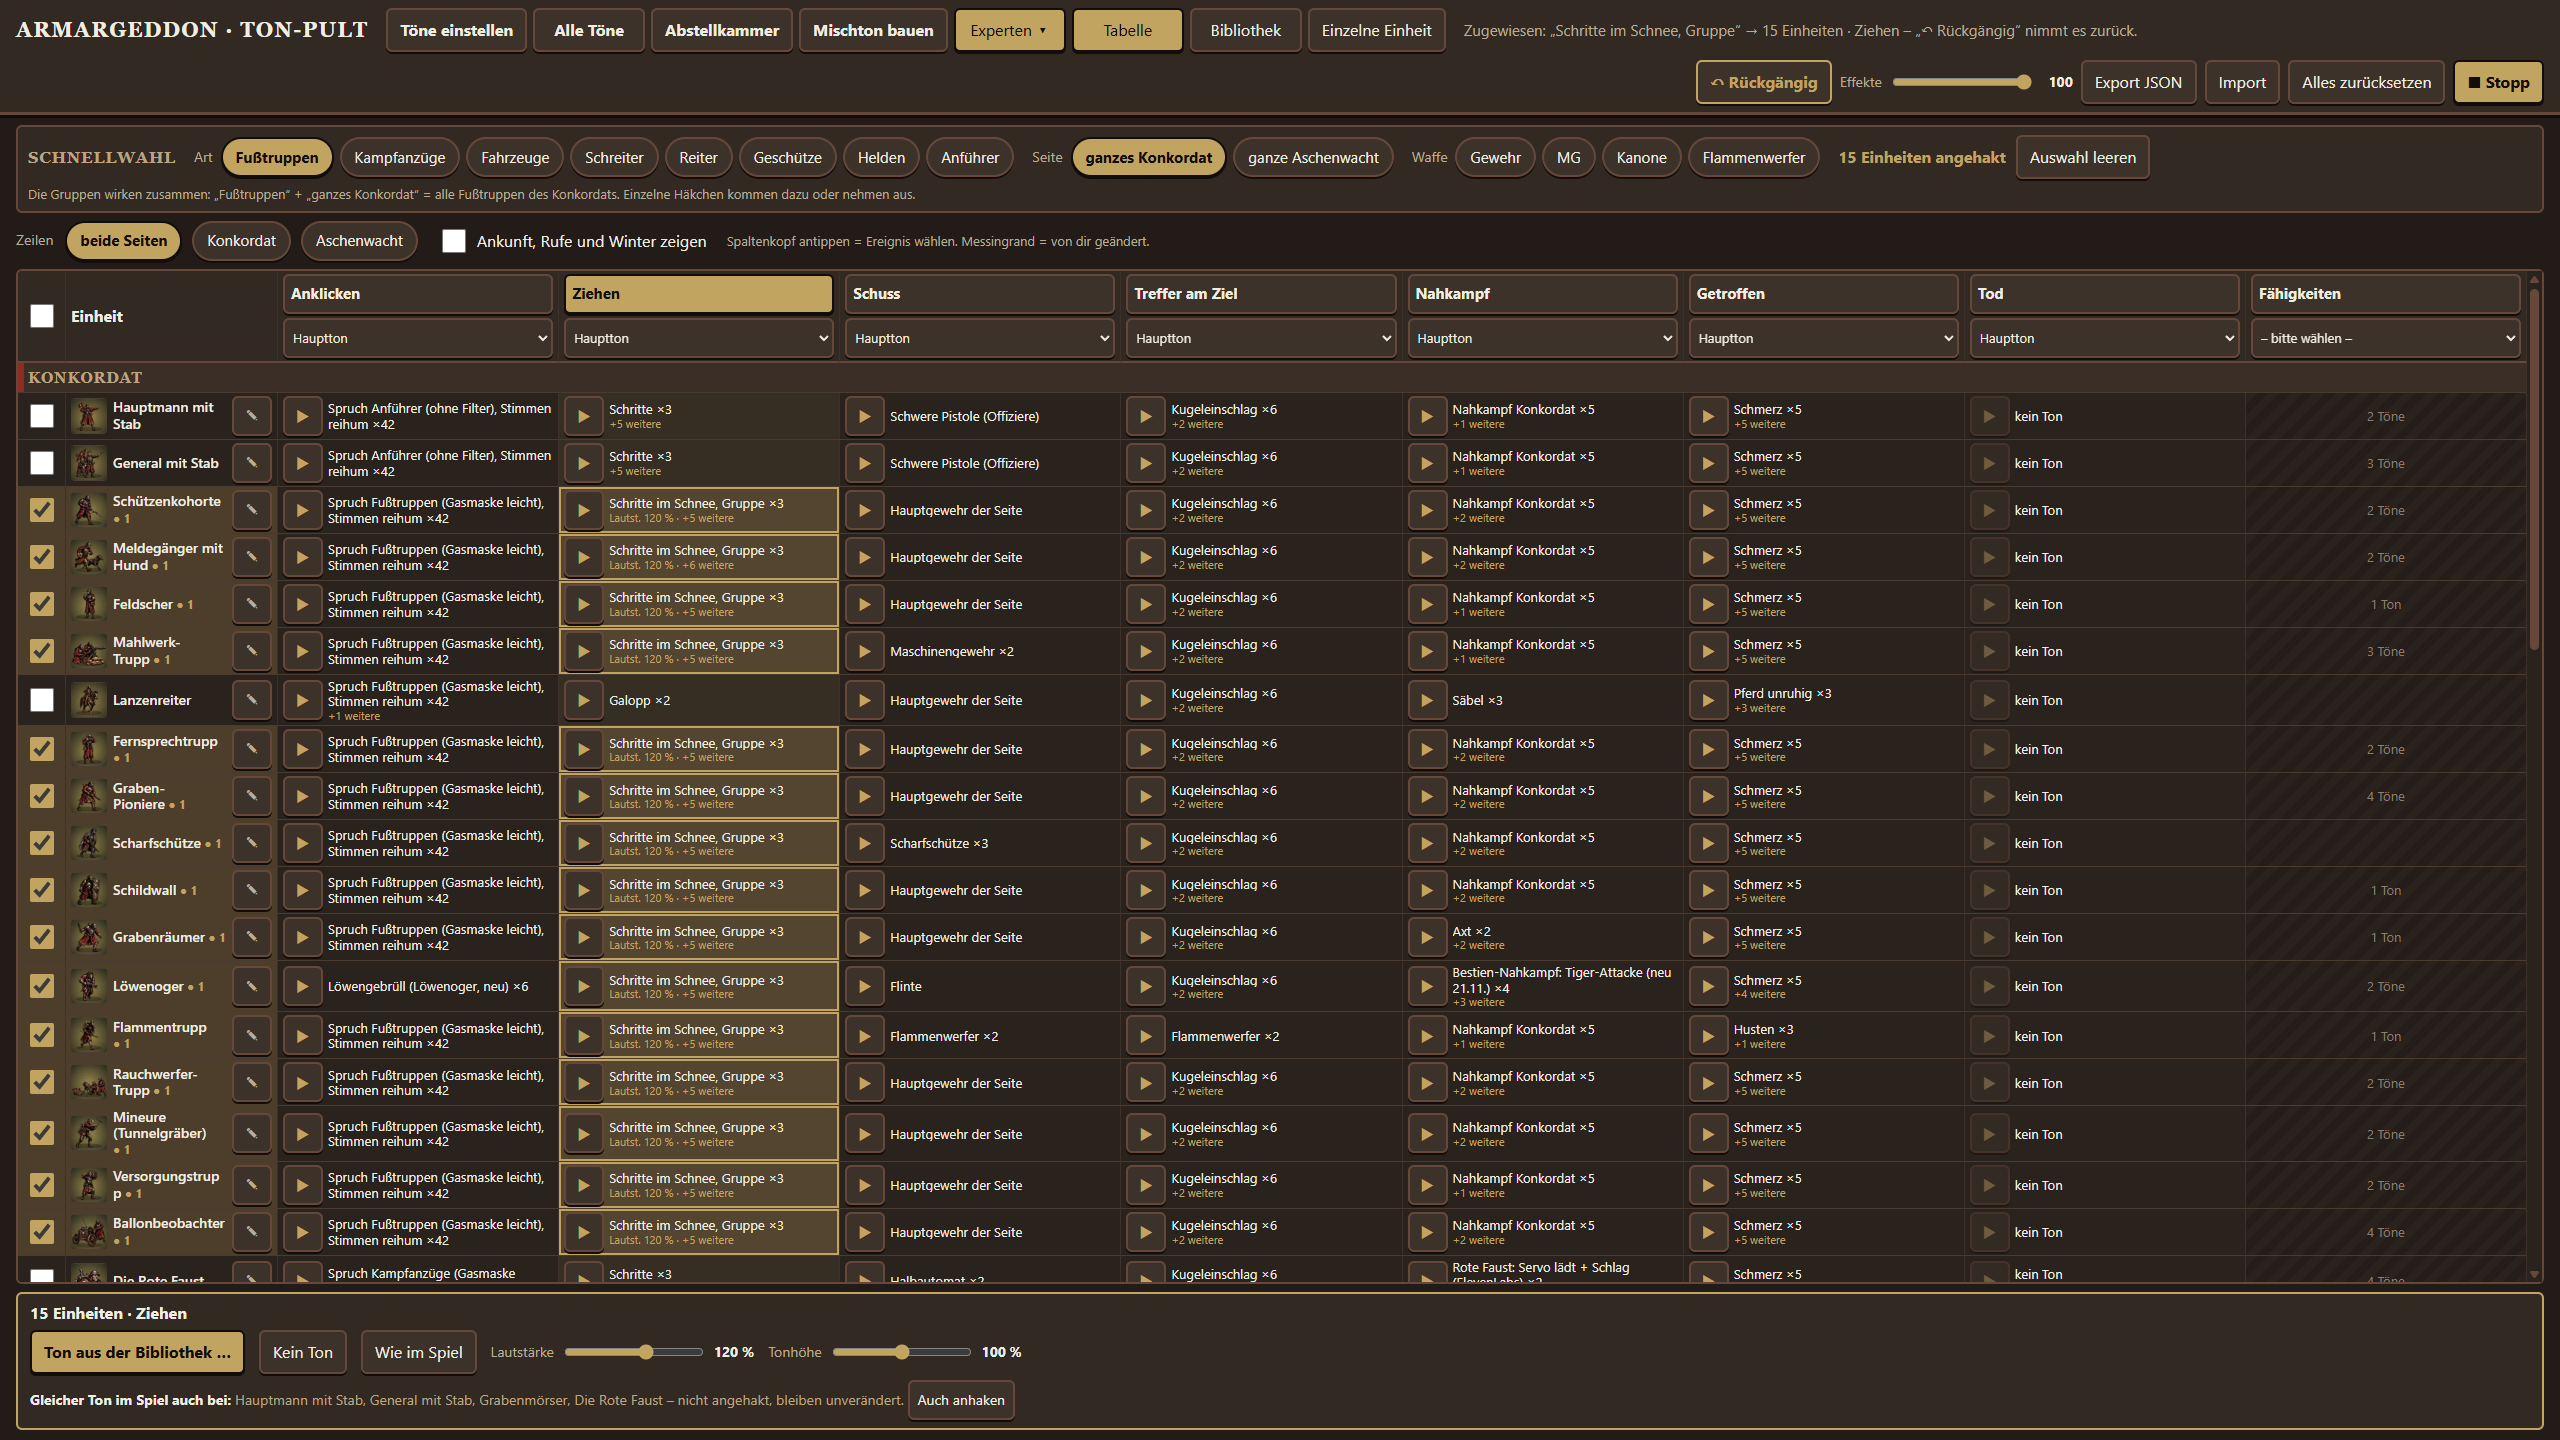 ARMARGEDDON · TON-PULT
Töne einstellen
Alle Töne
Abstellkammer
Mischton bauen
Experten ▾
Tabelle
Bibliothek
Einzelne Einheit
Zugewiesen: „Schritte im Schnee, Gruppe“ → 15 Einheiten · Ziehen – „↶ Rückgängig“ nimmt es zurück.
↶ Rückgängig
Effekte
100
Export JSON
Import
Alles zurücksetzen
■ Stopp
SCHNELLWAHL
Art
Fußtruppen
Kampfanzüge
Fahrzeuge
Schreiter
Reiter
Geschütze
Helden
Anführer
Seite
ganzes Konkordat
ganze Aschenwacht
Waffe
Gewehr
MG
Kanone
Flammenwerfer
15 Einheiten angehakt
Auswahl leeren
Die Gruppen wirken zusammen: „Fußtruppen“ + „ganzes Konkordat“ = alle Fußtruppen des Konkordats. Einzelne Häkchen kommen dazu oder nehmen aus.
Zeilen
beide Seiten
Konkordat
Aschenwacht
Ankunft, Rufe und Winter zeigen
Spaltenkopf antippen = Ereignis wählen. Messingrand = von dir geändert.
Einheit
Anklicken
Ziehen
Schuss
Treffer am Ziel
Nahkampf
Getroffen
Tod
Fähigkeiten
Hauptton
Hauptton
Hauptton
Hauptton
Hauptton
Hauptton
Hauptton
– bitte wählen –
KONKORDAT
Hauptmann mit
Stab
Spruch Anführer (ohne Filter), Stimmen
reihum ×42
Schritte ×3
+5 weitere
Schwere Pistole (Offiziere)
Kugeleinschlag ×6
+2 weitere
Nahkampf Konkordat ×5
+1 weitere
Schmerz ×5
+5 weitere
kein Ton
2 Töne
General mit Stab
Spruch Anführer (ohne Filter), Stimmen
reihum ×42
Schritte ×3
+5 weitere
Schwere Pistole (Offiziere)
Kugeleinschlag ×6
+2 weitere
Nahkampf Konkordat ×5
+1 weitere
Schmerz ×5
+5 weitere
kein Ton
3 Töne
Schützenkohorte
● 1
Spruch Fußtruppen (Gasmaske leicht),
Stimmen reihum ×42
Schritte im Schnee, Gruppe ×3
Lautst. 120 % · +5 weitere
Hauptgewehr der Seite
Kugeleinschlag ×6
+2 weitere
Nahkampf Konkordat ×5
+2 weitere
Schmerz ×5
+5 weitere
kein Ton
2 Töne
Meldegänger mit
Hund ● 1
Spruch Fußtruppen (Gasmaske leicht),
Stimmen reihum ×42
Schritte im Schnee, Gruppe ×3
Lautst. 120 % · +6 weitere
Hauptgewehr der Seite
Kugeleinschlag ×6
+2 weitere
Nahkampf Konkordat ×5
+2 weitere
Schmerz ×5
+5 weitere
kein Ton
2 Töne
Feldscher ● 1
Spruch Fußtruppen (Gasmaske leicht),
Stimmen reihum ×42
Schritte im Schnee, Gruppe ×3
Lautst. 120 % · +5 weitere
Hauptgewehr der Seite
Kugeleinschlag ×6
+2 weitere
Nahkampf Konkordat ×5
+1 weitere
Schmerz ×5
+5 weitere
kein Ton
1 Ton
Mahlwerk-
Trupp ● 1
Spruch Fußtruppen (Gasmaske leicht),
Stimmen reihum ×42
Schritte im Schnee, Gruppe ×3
Lautst. 120 % · +5 weitere
Maschinengewehr ×2
Kugeleinschlag ×6
+2 weitere
Nahkampf Konkordat ×5
+1 weitere
Schmerz ×5
+5 weitere
kein Ton
3 Töne
Lanzenreiter
Spruch Fußtruppen (Gasmaske leicht),
Stimmen reihum ×42
+1 weitere
Galopp ×2
Hauptgewehr der Seite
Kugeleinschlag ×6
+2 weitere
Säbel ×3
Pferd unruhig ×3
+3 weitere
kein Ton
Fernsprechtrupp
● 1
Spruch Fußtruppen (Gasmaske leicht),
Stimmen reihum ×42
Schritte im Schnee, Gruppe ×3
Lautst. 120 % · +5 weitere
Hauptgewehr der Seite
Kugeleinschlag ×6
+2 weitere
Nahkampf Konkordat ×5
+2 weitere
Schmerz ×5
+5 weitere
kein Ton
2 Töne
Graben-
Pioniere ● 1
Spruch Fußtruppen (Gasmaske leicht),
Stimmen reihum ×42
Schritte im Schnee, Gruppe ×3
Lautst. 120 % · +5 weitere
Hauptgewehr der Seite
Kugeleinschlag ×6
+2 weitere
Nahkampf Konkordat ×5
+2 weitere
Schmerz ×5
+5 weitere
kein Ton
4 Töne
Scharfschütze ● 1
Spruch Fußtruppen (Gasmaske leicht),
Stimmen reihum ×42
Schritte im Schnee, Gruppe ×3
Lautst. 120 % · +5 weitere
Scharfschütze ×3
Kugeleinschlag ×6
+2 weitere
Nahkampf Konkordat ×5
+2 weitere
Schmerz ×5
+5 weitere
kein Ton
Schildwall ● 1
Spruch Fußtruppen (Gasmaske leicht),
Stimmen reihum ×42
Schritte im Schnee, Gruppe ×3
Lautst. 120 % · +5 weitere
Hauptgewehr der Seite
Kugeleinschlag ×6
+2 weitere
Nahkampf Konkordat ×5
+2 weitere
Schmerz ×5
+5 weitere
kein Ton
1 Ton
Grabenräumer ● 1
Spruch Fußtruppen (Gasmaske leicht),
Stimmen reihum ×42
Schritte im Schnee, Gruppe ×3
Lautst. 120 % · +5 weitere
Hauptgewehr der Seite
Kugeleinschlag ×6
+2 weitere
Axt ×2
+2 weitere
Schmerz ×5
+5 weitere
kein Ton
1 Ton
Löwenoger ● 1
Löwengebrüll (Löwenoger, neu) ×6
Schritte im Schnee, Gruppe ×3
Lautst. 120 % · +5 weitere
Flinte
Kugeleinschlag ×6
+2 weitere
Bestien-Nahkampf: Tiger-Attacke (neu
21.11.) ×4
+3 weitere
Schmerz ×5
+4 weitere
kein Ton
2 Töne
Flammentrupp
● 1
Spruch Fußtruppen (Gasmaske leicht),
Stimmen reihum ×42
Schritte im Schnee, Gruppe ×3
Lautst. 120 % · +5 weitere
Flammenwerfer ×2
Flammenwerfer ×2
Nahkampf Konkordat ×5
+1 weitere
Husten ×3
+1 weitere
kein Ton
1 Ton
Rauchwerfer-
Trupp ● 1
Spruch Fußtruppen (Gasmaske leicht),
Stimmen reihum ×42
Schritte im Schnee, Gruppe ×3
Lautst. 120 % · +5 weitere
Hauptgewehr der Seite
Kugeleinschlag ×6
+2 weitere
Nahkampf Konkordat ×5
+2 weitere
Schmerz ×5
+5 weitere
kein Ton
2 Töne
Mineure
(Tunnelgräber)
● 1
Spruch Fußtruppen (Gasmaske leicht),
Stimmen reihum ×42
Schritte im Schnee, Gruppe ×3
Lautst. 120 % · +5 weitere
Hauptgewehr der Seite
Kugeleinschlag ×6
+2 weitere
Nahkampf Konkordat ×5
+2 weitere
Schmerz ×5
+5 weitere
kein Ton
2 Töne
Versorgungstrup
p ● 1
Spruch Fußtruppen (Gasmaske leicht),
Stimmen reihum ×42
Schritte im Schnee, Gruppe ×3
Lautst. 120 % · +5 weitere
Hauptgewehr der Seite
Kugeleinschlag ×6
+2 weitere
Nahkampf Konkordat ×5
+1 weitere
Schmerz ×5
+5 weitere
kein Ton
2 Töne
Ballonbeobachter
● 1
Spruch Fußtruppen (Gasmaske leicht),
Stimmen reihum ×42
Schritte im Schnee, Gruppe ×3
Lautst. 120 % · +5 weitere
Hauptgewehr der Seite
Kugeleinschlag ×6
+2 weitere
Nahkampf Konkordat ×5
+2 weitere
Schmerz ×5
+5 weitere
kein Ton
4 Töne
Die Rote Faust
Spruch Kampfanzüge (Gasmaske
Schritte ×3
Halbautomat ×2
Kugeleinschlag ×6
Rote Faust: Servo lädt + Schlag
(ElevenLabs) ×2
Schmerz ×5
kein Ton
4 Töne
15 Einheiten · Ziehen
Ton aus der Bibliothek ...
Kein Ton
Wie im Spiel
Lautstärke
120 %
Tonhöhe
100 %
Gleicher Ton im Spiel auch bei: Hauptmann mit Stab, General mit Stab, Grabenmörser, Die Rote Faust – nicht angehakt, bleiben unverändert.
Auch anhaken